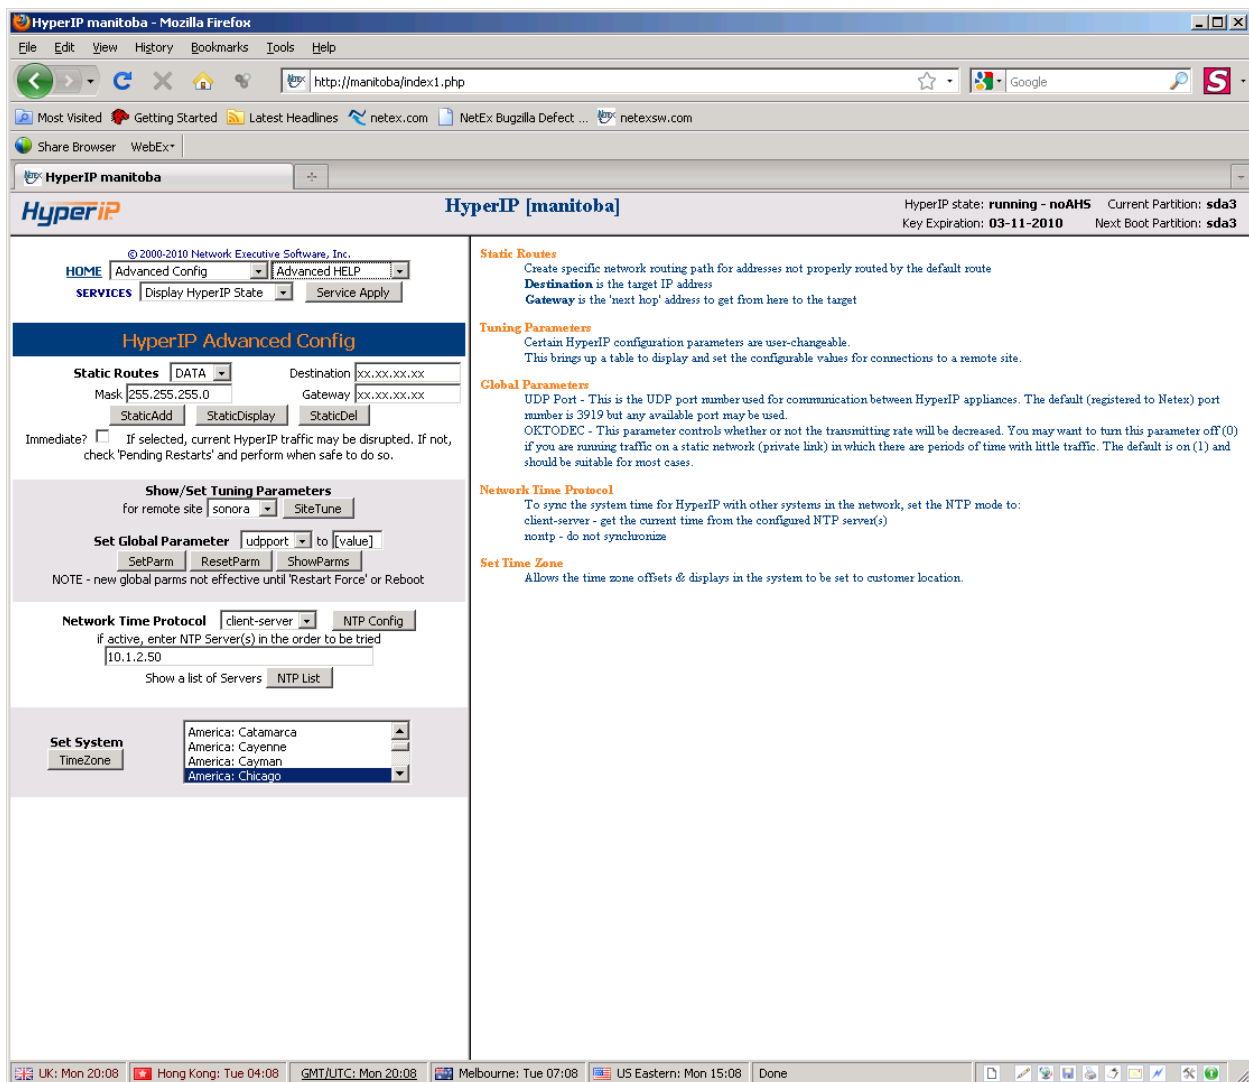 HyperIP manitoba - Mozilla Firefox
File Edit View History Bookmarks Tools Help
http://manitoba/index1.php
Google
S
Most Visited Getting Started Latest Headlines netex.com NetEx Bugzilla Defect ... netexsw.com
Share Browser WebEx
HyperIP manitoba
HyperIP
HyperIP [manitoba]
HyperIP state: running - noAHS Current Partition: sda3
Key Expiration: 03-11-2010 Next Boot Partition: sda3
© 2000-2010 Network Executive Software, Inc.
HOME Advanced Config Advanced HELP
SERVICES Display HyperIP State Service Apply
HyperIP Advanced Config
Static Routes DATA Destination xx.xx.xx.xx
Mask 255.255.255.0 Gateway xx.xx.xx.xx
StaticAdd StaticDisplay StaticDel
Immediate? If selected, current HyperIP traffic may be disrupted. If not,
check 'Pending Restarts' and perform when safe to do so.
Show/Set Tuning Parameters
for remote site sonora SiteTune
Set Global Parameter udpport to [value]
SetParm ResetParm ShowParms
NOTE - new global parms not effective until 'Restart Force' or Reboot
Network Time Protocol client-server NTP Config
if active, enter NTP Server(s) in the order to be tried
10.1.2.50
Show a list of Servers NTP List
Set System
TimeZone
America: Catamarca
America: Cayenne
America: Cayman
America: Chicago
Static Routes
Create specific network routing path for addresses not properly routed by the default route
Destination is the target IP address
Gateway is the 'next hop' address to get from here to the target
Tuning Parameters
Certain HyperIP configuration parameters are user-changeable.
This brings up a table to display and set the configurable values for connections to a remote site.
Global Parameters
UDP Port - This is the UDP port number used for communication between HyperIP appliances. The default (registered to Netex) port
number is 3919 but any available port may be used.
OKTODEC - This parameter controls whether or not the transmitting rate will be decreased. You may want to turn this parameter off (0)
if you are running traffic on a static network (private link) in which there are periods of time with little traffic. The default is on (1) and
should be suitable for most cases.
Network Time Protocol
To sync the system time for HyperIP with other systems in the network, set the NTP mode to:
client-server - get the current time from the configured NTP server(s)
nontp - do not synchronize
Set Time Zone
Allows the time zone offsets & displays in the system to be set to customer location.
UK: Mon 20:08 Hong Kong: Tue 04:08 GMT/UTC: Mon 20:08 Melbourne: Tue 07:08 US Eastern: Mon 15:08 Done